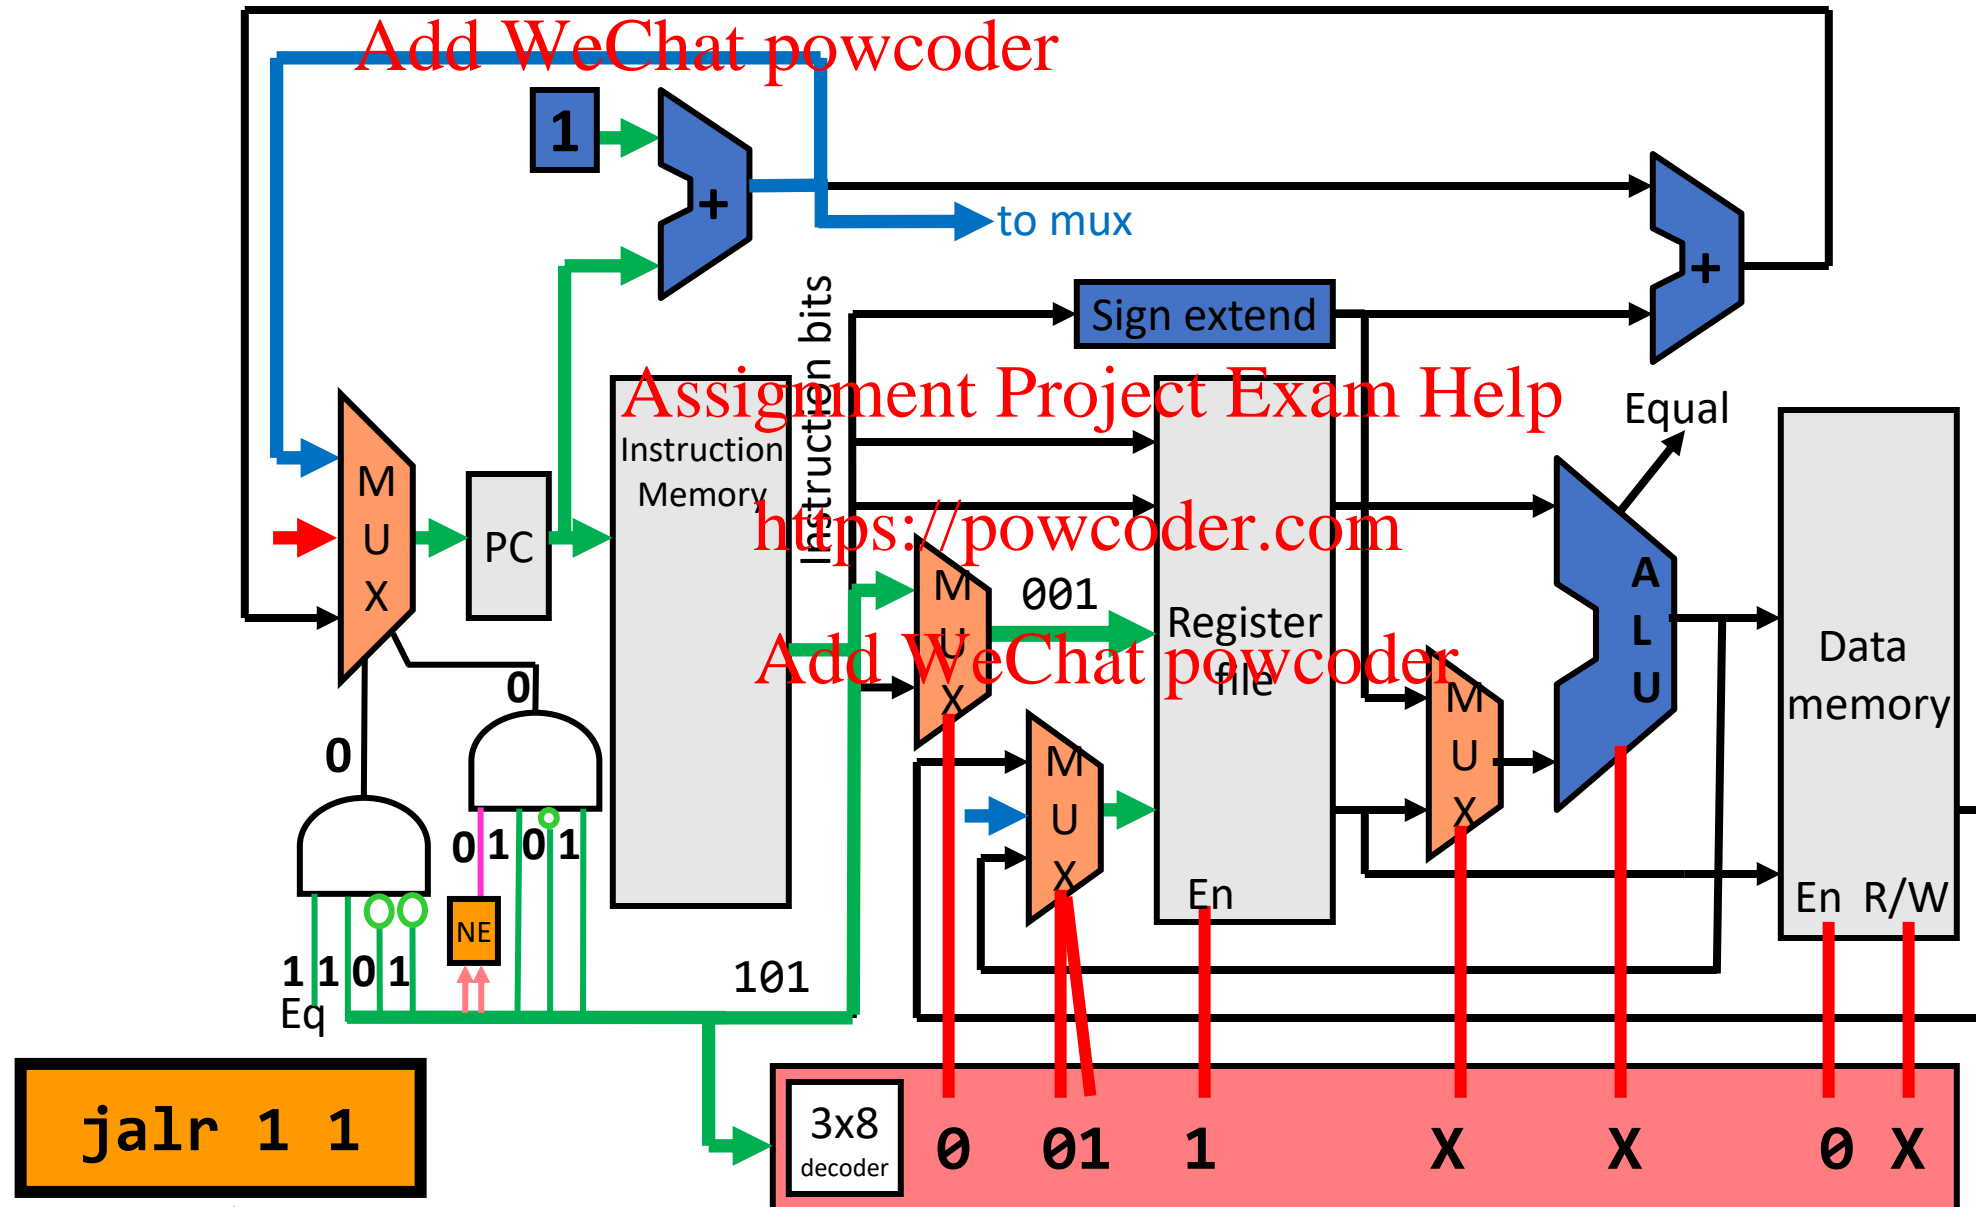 Add WeChat powcoder
1
+
to mux
+
Instruction bits
Sign extend
Assignment Project Exam Help
Equal
Instruction
Memory
M
U
X
PC
https://powcoder.com
M
U
X
001
Register
file
A
L
U
Data
memory
Add WeChat powcoder
0
M
U
X
0
M
U
X
0 1 0 1
En
En R/W
NE
1 1 0 1
Eq
101
jalr 1 1
3x8
decoder
0 01 1 X X 0 X